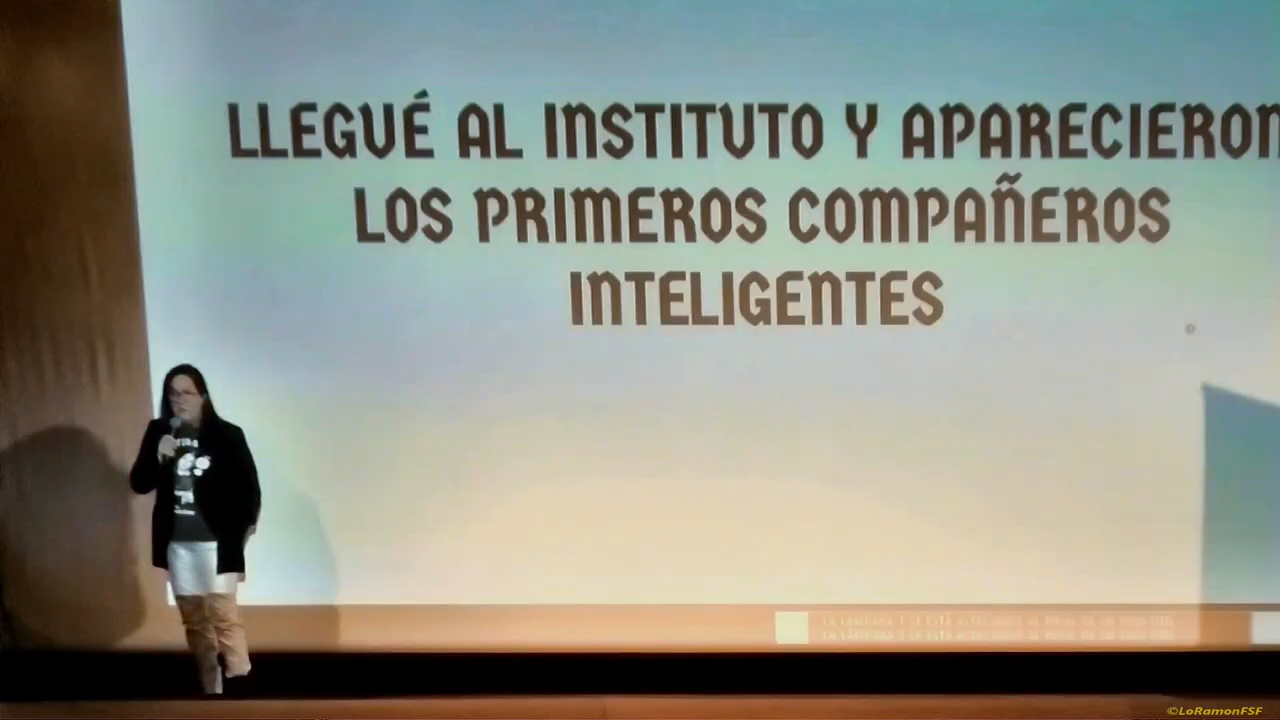 LLEGUÉ AL INSTITUTO Y APARECIERON
LOS PRIMEROS COMPAÑEROS
INTELIGENTES
©LoRamonFSF